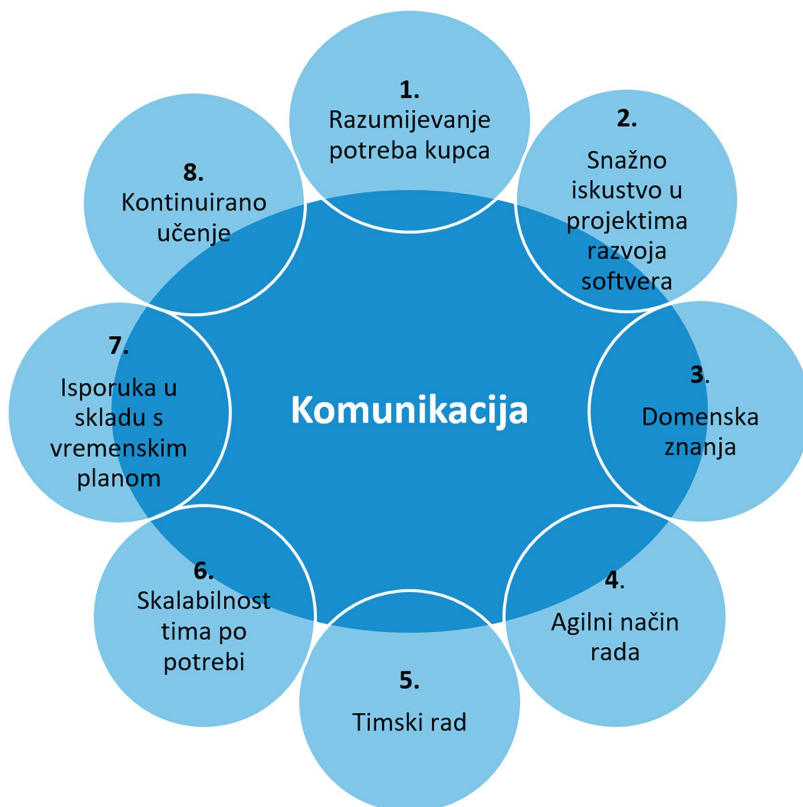 1.
Razumijevanje
potreba kupca
2.
Snažno
iskustvo u
projektima
razvoja
softvera
3.
Domenska
znanja
4.
Agilni način
rada
5.
Timski rad
6.
Skalabilnost
tima po
potrebi
7.
Isporuka u
skladu s
vremenskim
planom
8.
Kontinuirano
učenje
Komunikacija